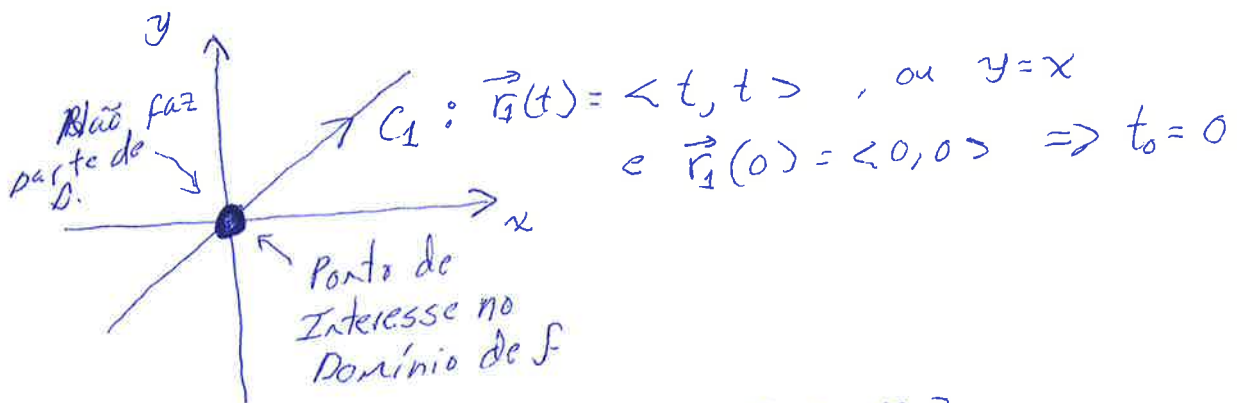 y
Não faz
parte de
D.
C₁ : r⃗₁(t) = < t, t > , ou y = x
e r⃗₁(0) = < 0, 0 > => t₀ = 0
x
Ponto de
Interesse no
Domínio de f